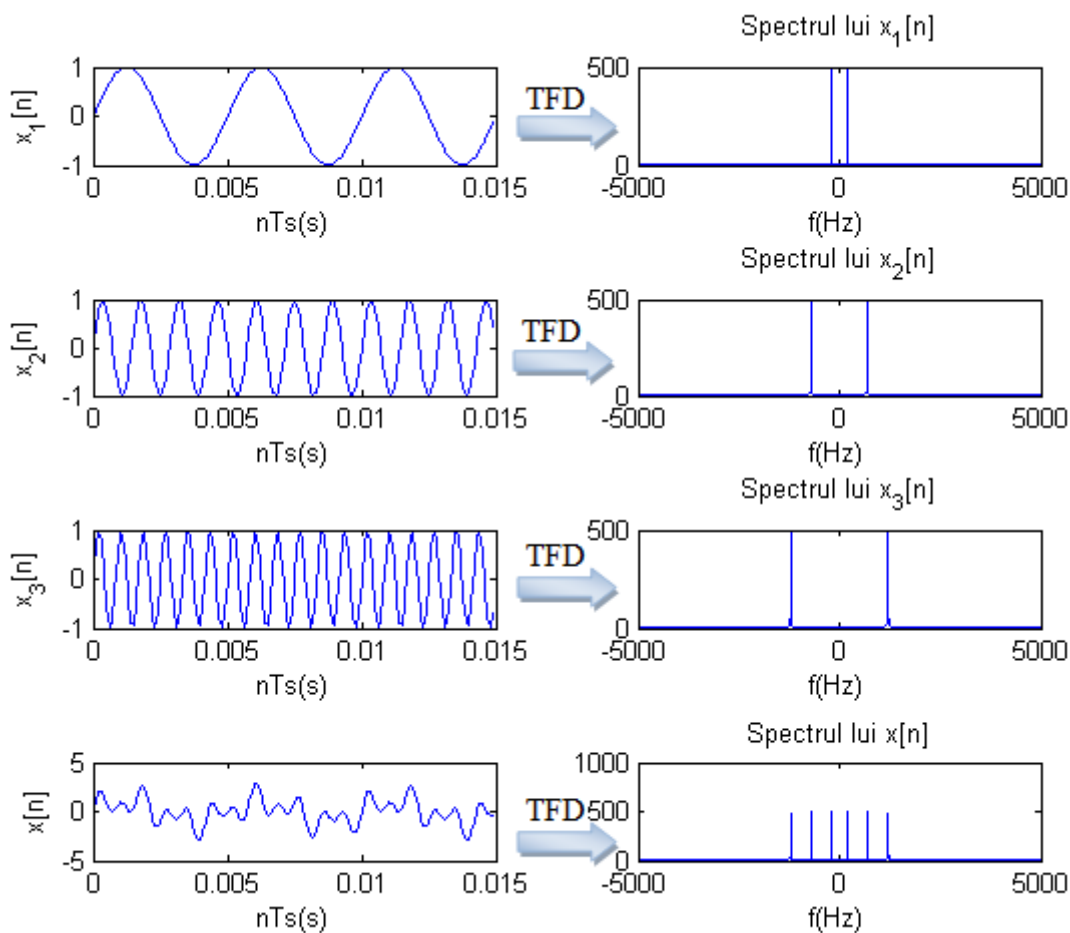 Spectrul lui x1[n]
x1[n]
1
0
-1
0
0.005
0.01
0.015
nTs(s)
TFD
500
0
-5000
0
5000
f(Hz)
Spectrul lui x2[n]
x2[n]
1
0
-1
0
0.005
0.01
0.015
nTs(s)
TFD
500
0
-5000
0
5000
f(Hz)
Spectrul lui x3[n]
x3[n]
1
0
-1
0
0.005
0.01
0.015
nTs(s)
TFD
500
0
-5000
0
5000
f(Hz)
Spectrul lui x[n]
x[n]
5
0
-5
0
0.005
0.01
0.015
nTs(s)
TFD
1000
500
0
-5000
0
5000
f(Hz)